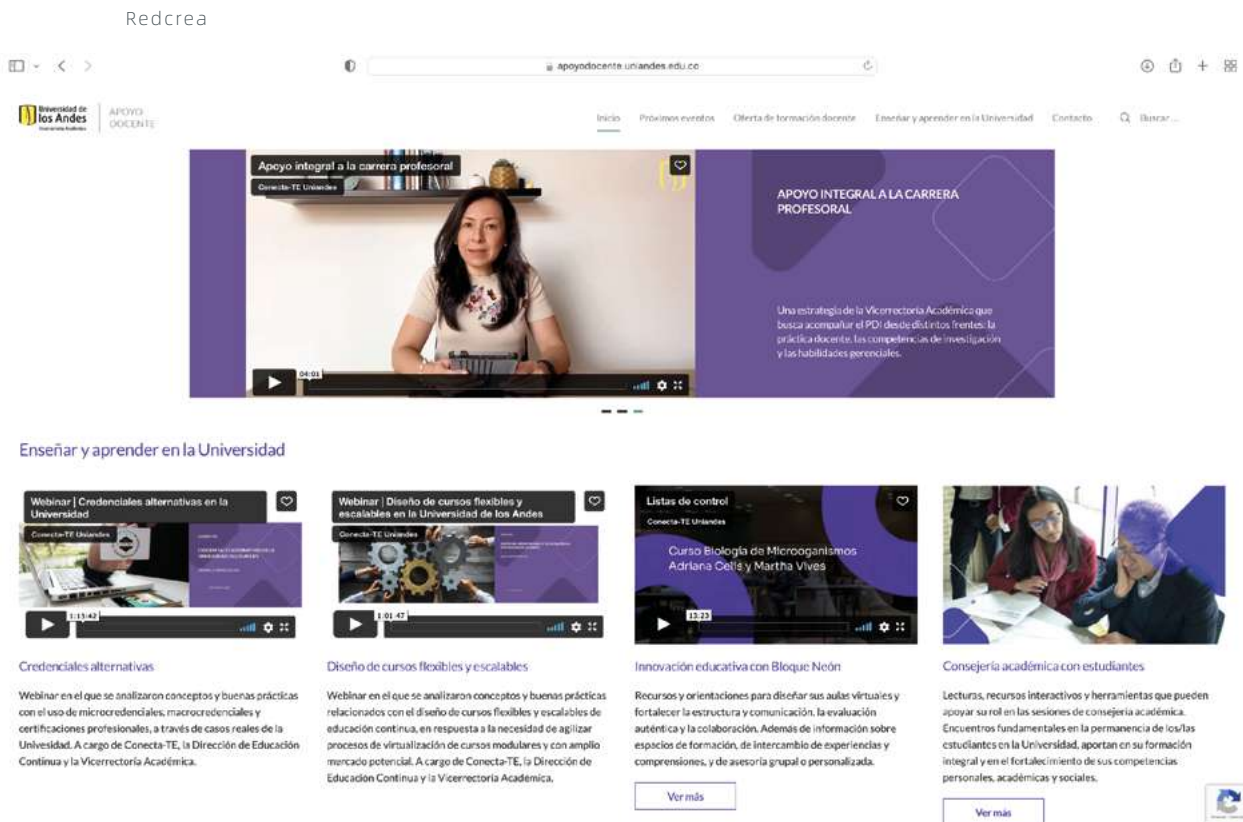 Redcrea
apoyodocente.uniandes.edu.co
Universidad de
los Andes
APOYO
DOCENTE
Inicio Próximos eventos Oferta de formación docente Enseñar y aprender en la Universidad Contacto Buscar ...
Apoyo integral a la carrera profesoral
Conecta-TE Uniandes
04:01
APOYO INTEGRAL A LA CARRERA
PROFESORAL
Una estrategia de la Vicerrectoría Académica que
busca acompañar el PDI desde distintos frentes: la
práctica docente, las competencias de investigación
y las habilidades gerenciales.
Enseñar y aprender en la Universidad
Webinar | Credenciales alternativas en la
Universidad
Conecta-TE Uniandes
1:15:42
Credenciales alternativas
Webinar en el que se analizaron conceptos y buenas prácticas
con el uso de microcredenciales, macrocredenciales y
certificaciones profesionales, a través de casos reales de la
Univesidad. A cargo de Conecta-TE, la Dirección de Educación
Continua y la Vicerrectoría Académica.
Webinar | Diseño de cursos flexibles y
escalables en la Universidad de los Andes
Conecta-TE Uniandes
1:01:47
Diseño de cursos flexibles y escalables
Webinar en el que se analizaron conceptos y buenas prácticas
relacionados con el diseño de cursos flexibles y escalables de
educación continua, en respuesta a la necesidad de agilizar
procesos de virtualización de cursos modulares y con amplio
mercado potencial. A cargo de Conecta-TE, la Dirección de
Educación Continua y la Vicerrectoría Académica.
Listas de control
Conecta-TE Uniandes
Curso Biología de Microoganismos
Adriana Celis y Martha Vives
13:23
Innovación educativa con Bloque Neón
Recursos y orientaciones para diseñar sus aulas virtuales y
fortalecer la estructura y comunicación, la evaluación
auténtica y la colaboración. Además de información sobre
espacios de formación, de intercambio de experiencias y
comprensiones, y de asesoría grupal o personalizada.
Ver más
Consejería académica con estudiantes
Lecturas, recursos interactivos y herramientas que pueden
apoyar su rol en las sesiones de consejería académica.
Encuentros fundamentales en la permanencia de los/las
estudiantes en la Universidad, aportan en su formación
integral y en el fortalecimiento de sus competencias
personales, académicas y sociales.
Ver más